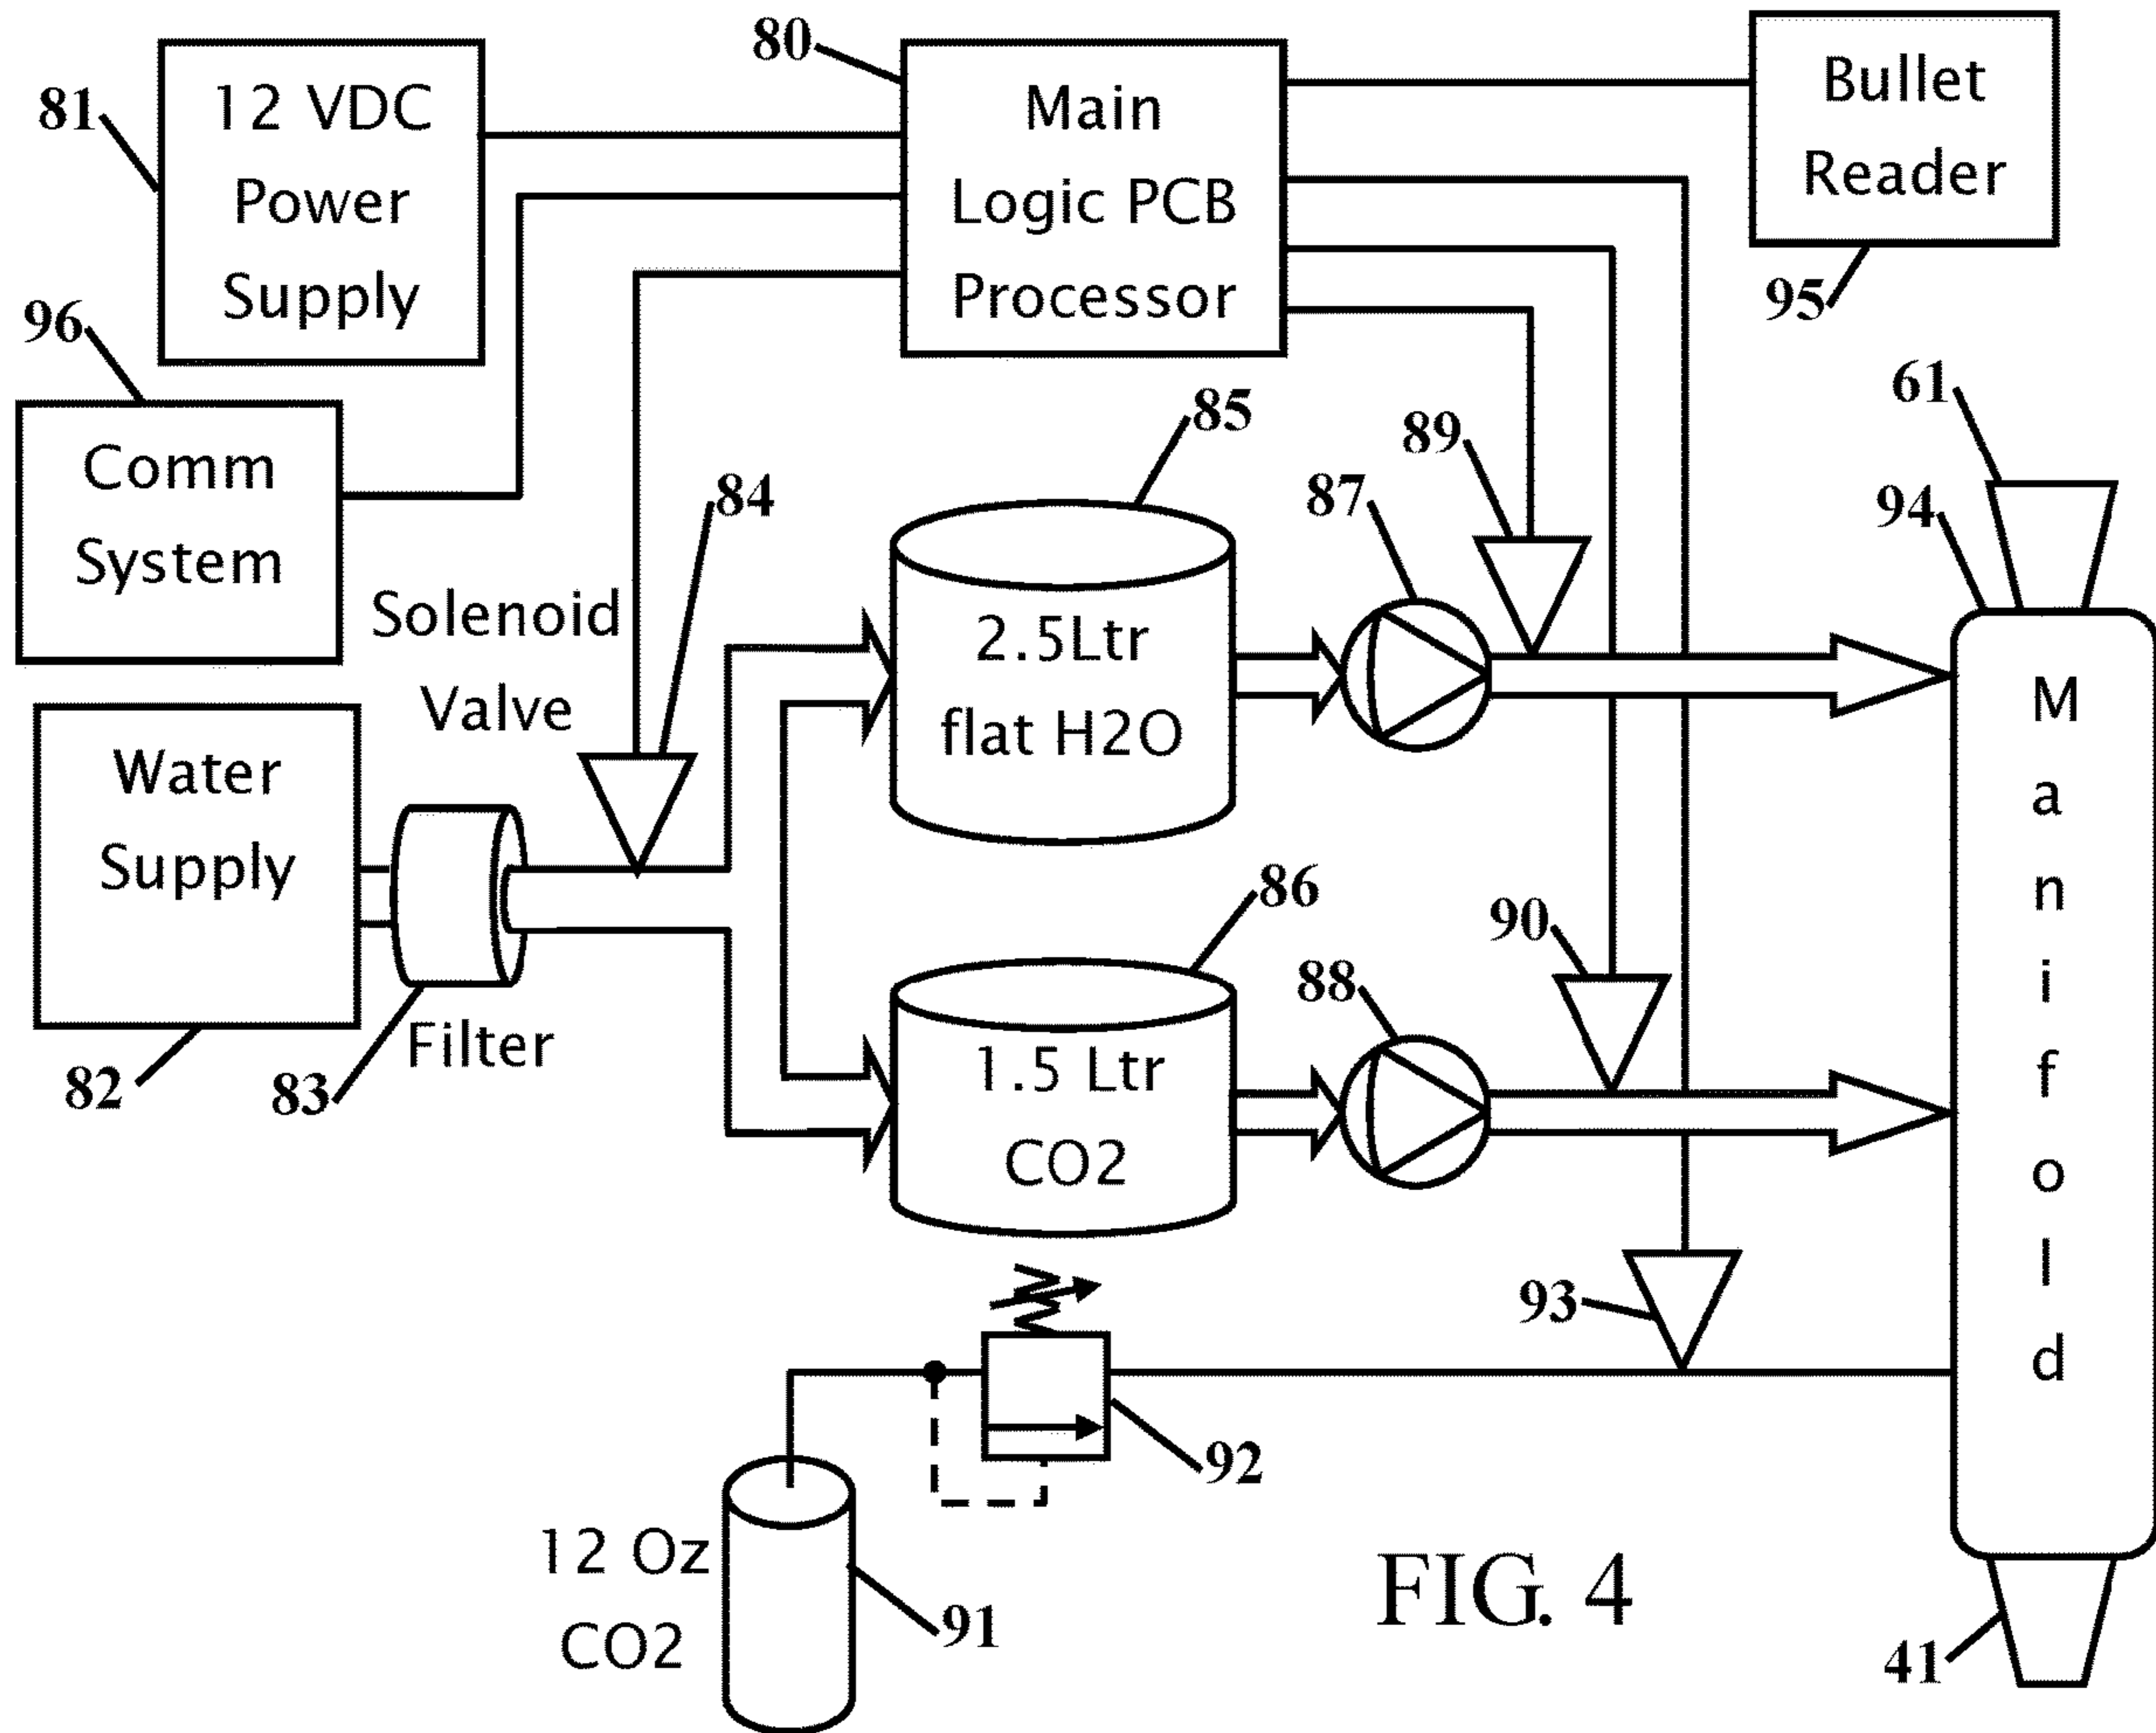 80
81
12 VDC
Power
Supply
Main
Logic PCB
Processor
Bullet
Reader
95
96
Comm
System
61
94
85
89
87
84
Solenoid
Valve
2.5Ltr
flat H2O
Water
Supply
82
83
Filter
86
90
88
1.5 Ltr
CO2
93
92
12 Oz
CO2
91
M
a
n
i
f
o
l
d
41
FIG. 4